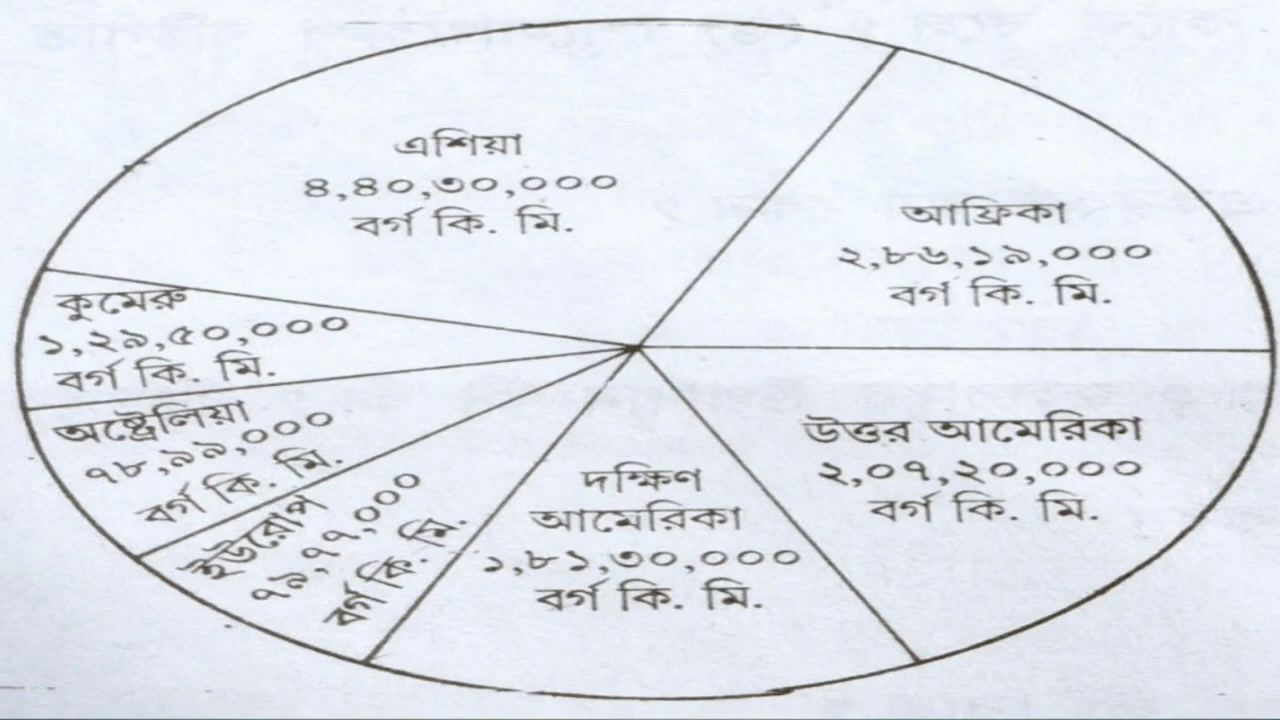 এশিয়া
৪,৪০,৩০,০০০
বর্গ কি. মি.
আফ্রিকা
২,৮৬,১৯,০০০
বর্গ কি. মি.
কুমেরু
১,২৯,৫০,০০০
বর্গ কি. মি.
অষ্ট্রেলিয়া
৭৮,৯৯,০০০
বর্গ কি. মি.
ইউরোপ
৭৯,৭৭,০০০
বর্গ কি. মি.
দক্ষিণ
আমেরিকা
১,৮১,৩০,০০০
বর্গ কি. মি.
উত্তর আমেরিকা
২,০৭,২০,০০০
বর্গ কি. মি.